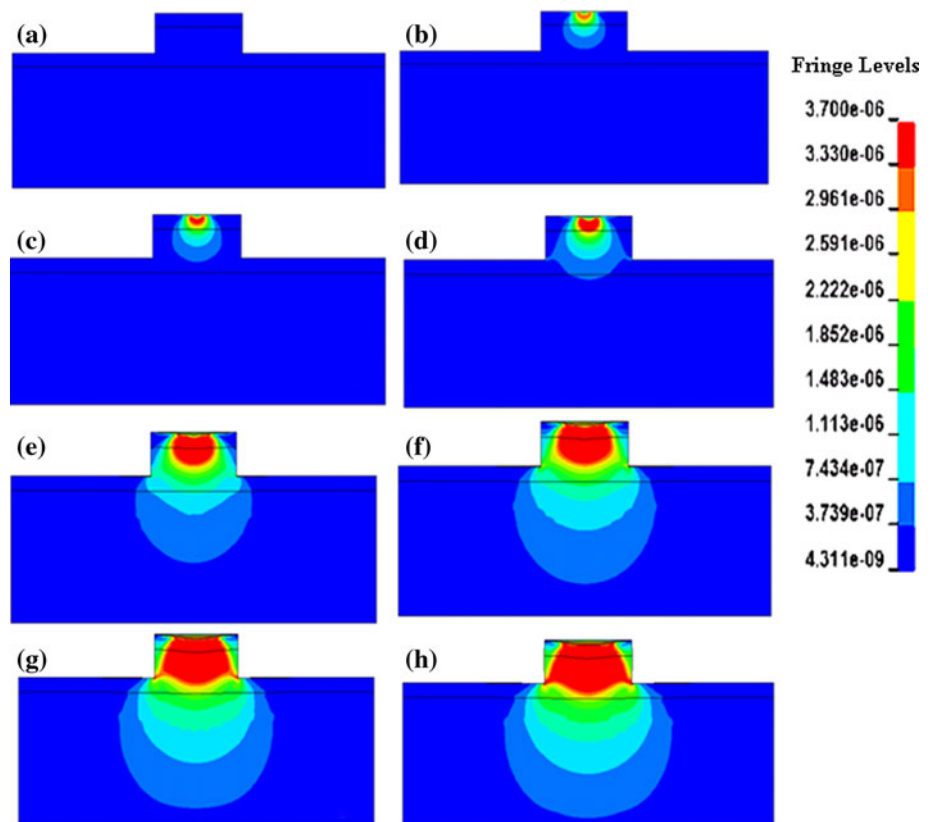 (a)
(b)
Fringe Levels
3.700e-06
3.330e-06
2.961e-06
2.591e-06
2.222e-06
1.852e-06
1.483e-06
1.113e-06
7.434e-07
3.739e-07
4.311e-09
(c)
(d)
(e)
(f)
(g)
(h)